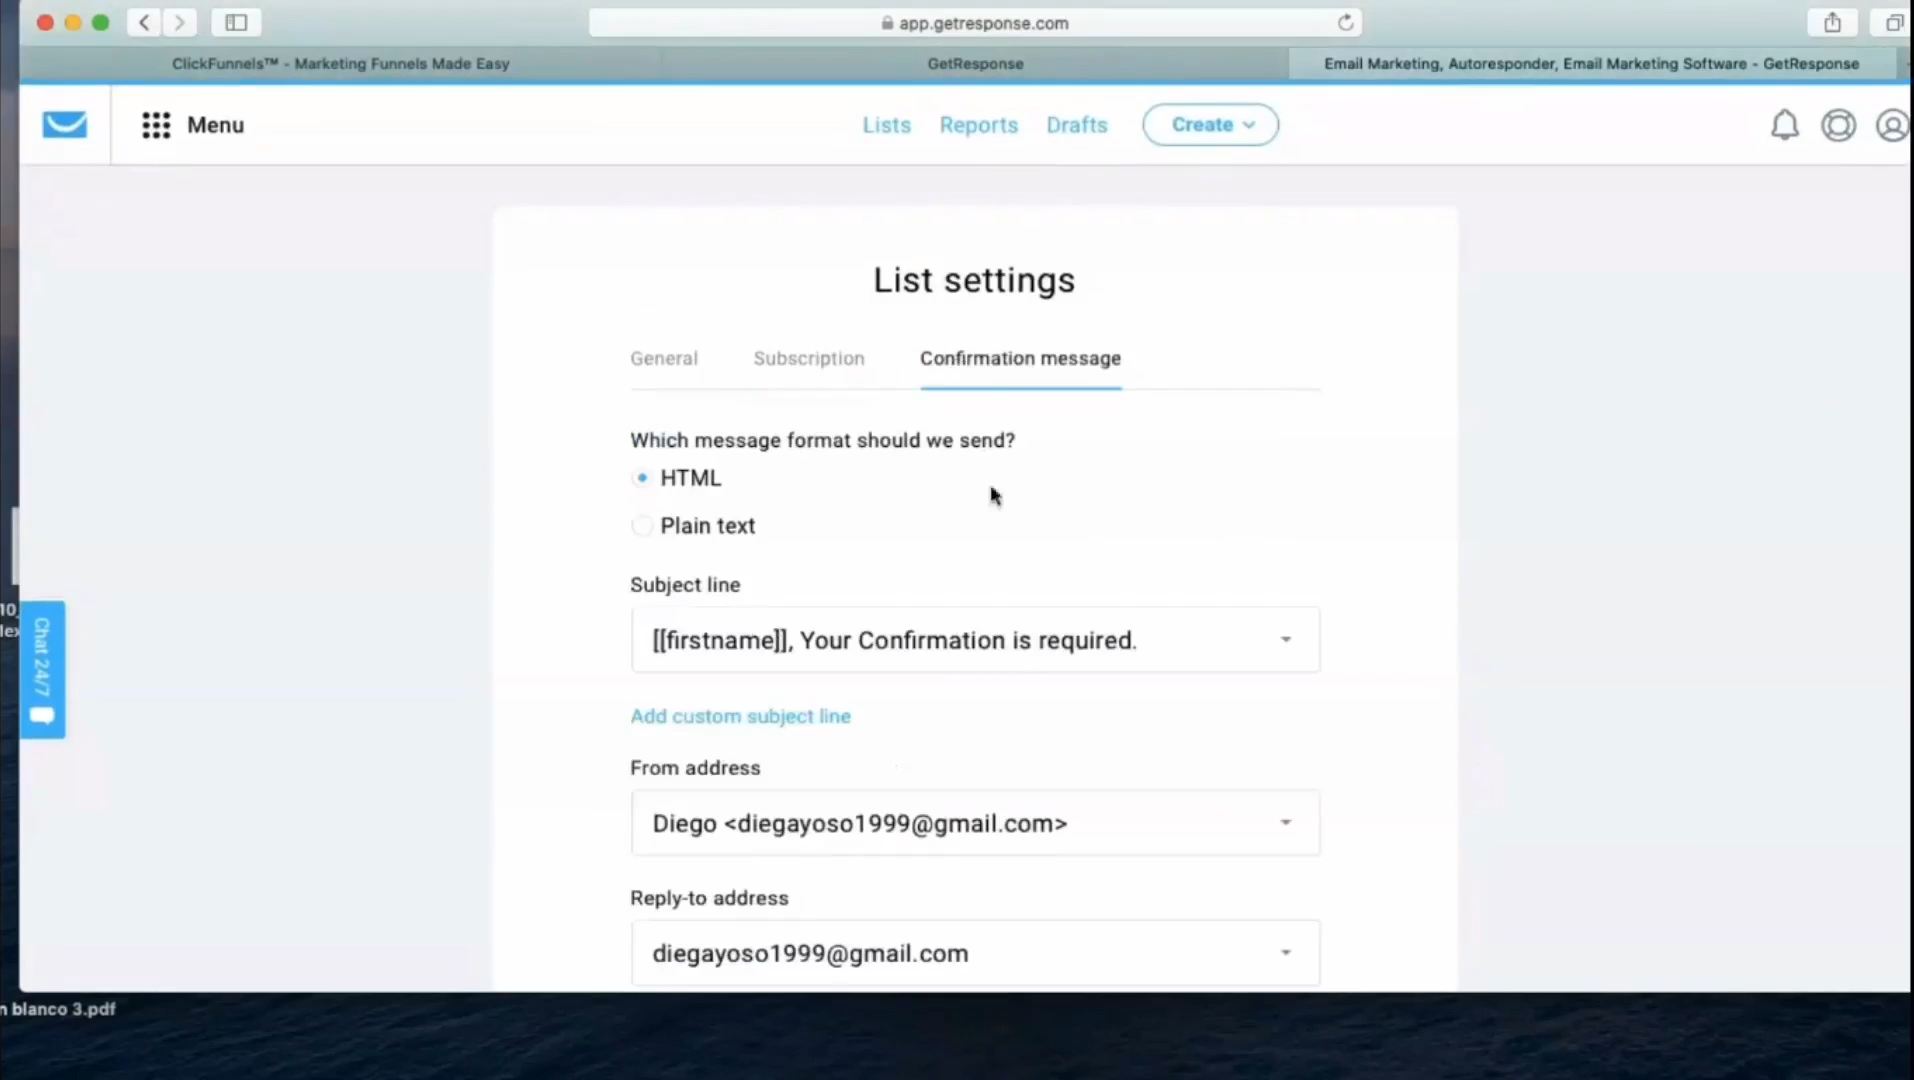 app.getresponse.com
ClickFunnels™ - Marketing Funnels Made Easy
GetResponse
Email Marketing, Autoresponder, Email Marketing Software - GetResponse
Menu
Lists
Reports
Drafts
Create
List settings
General
Subscription
Confirmation message
Which message format should we send?
HTML
Plain text
Subject line
[[firstname]], Your Confirmation is required.
Add custom subject line
From address
Diego <diegayoso1999@gmail.com>
Reply-to address
diegayoso1999@gmail.com
Chat 24/7
blanco 3.pdf